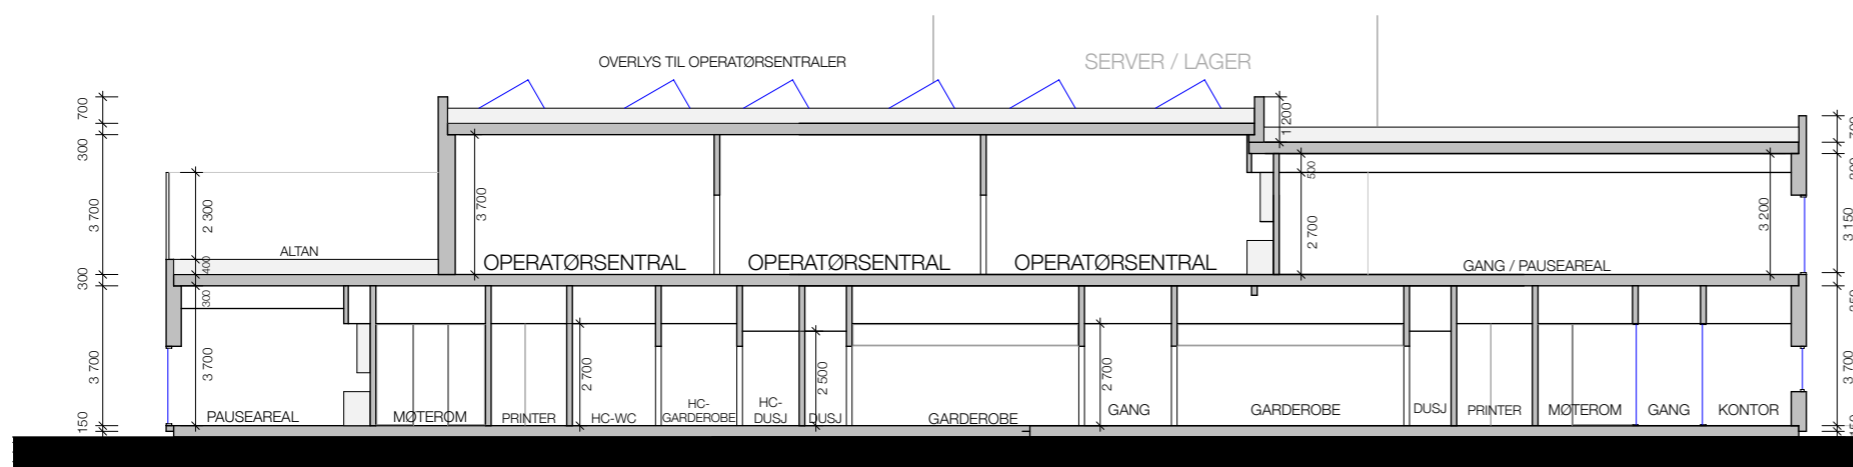 OVERLYS TIL OPERATØRSENTRALER
SERVER / LAGER
700
300
3 700
300
3 700
150
2 300
400
300
3 700
ALTAN
3 700
OPERATØRSENTRAL
OPERATØRSENTRAL
OPERATØRSENTRAL
1 200
500
2 700
3 200
GANG / PAUSEAREAL
3 150
3 700
PAUSEAREAL
MØTEROM
PRINTER
2 700
HC-WC
HC-
GARDEROBE
HC-
DUSJ
2 500
DUSJ
GARDEROBE
2 700
GANG
GARDEROBE
DUSJ
PRINTER
MØTEROM
GANG
KONTOR